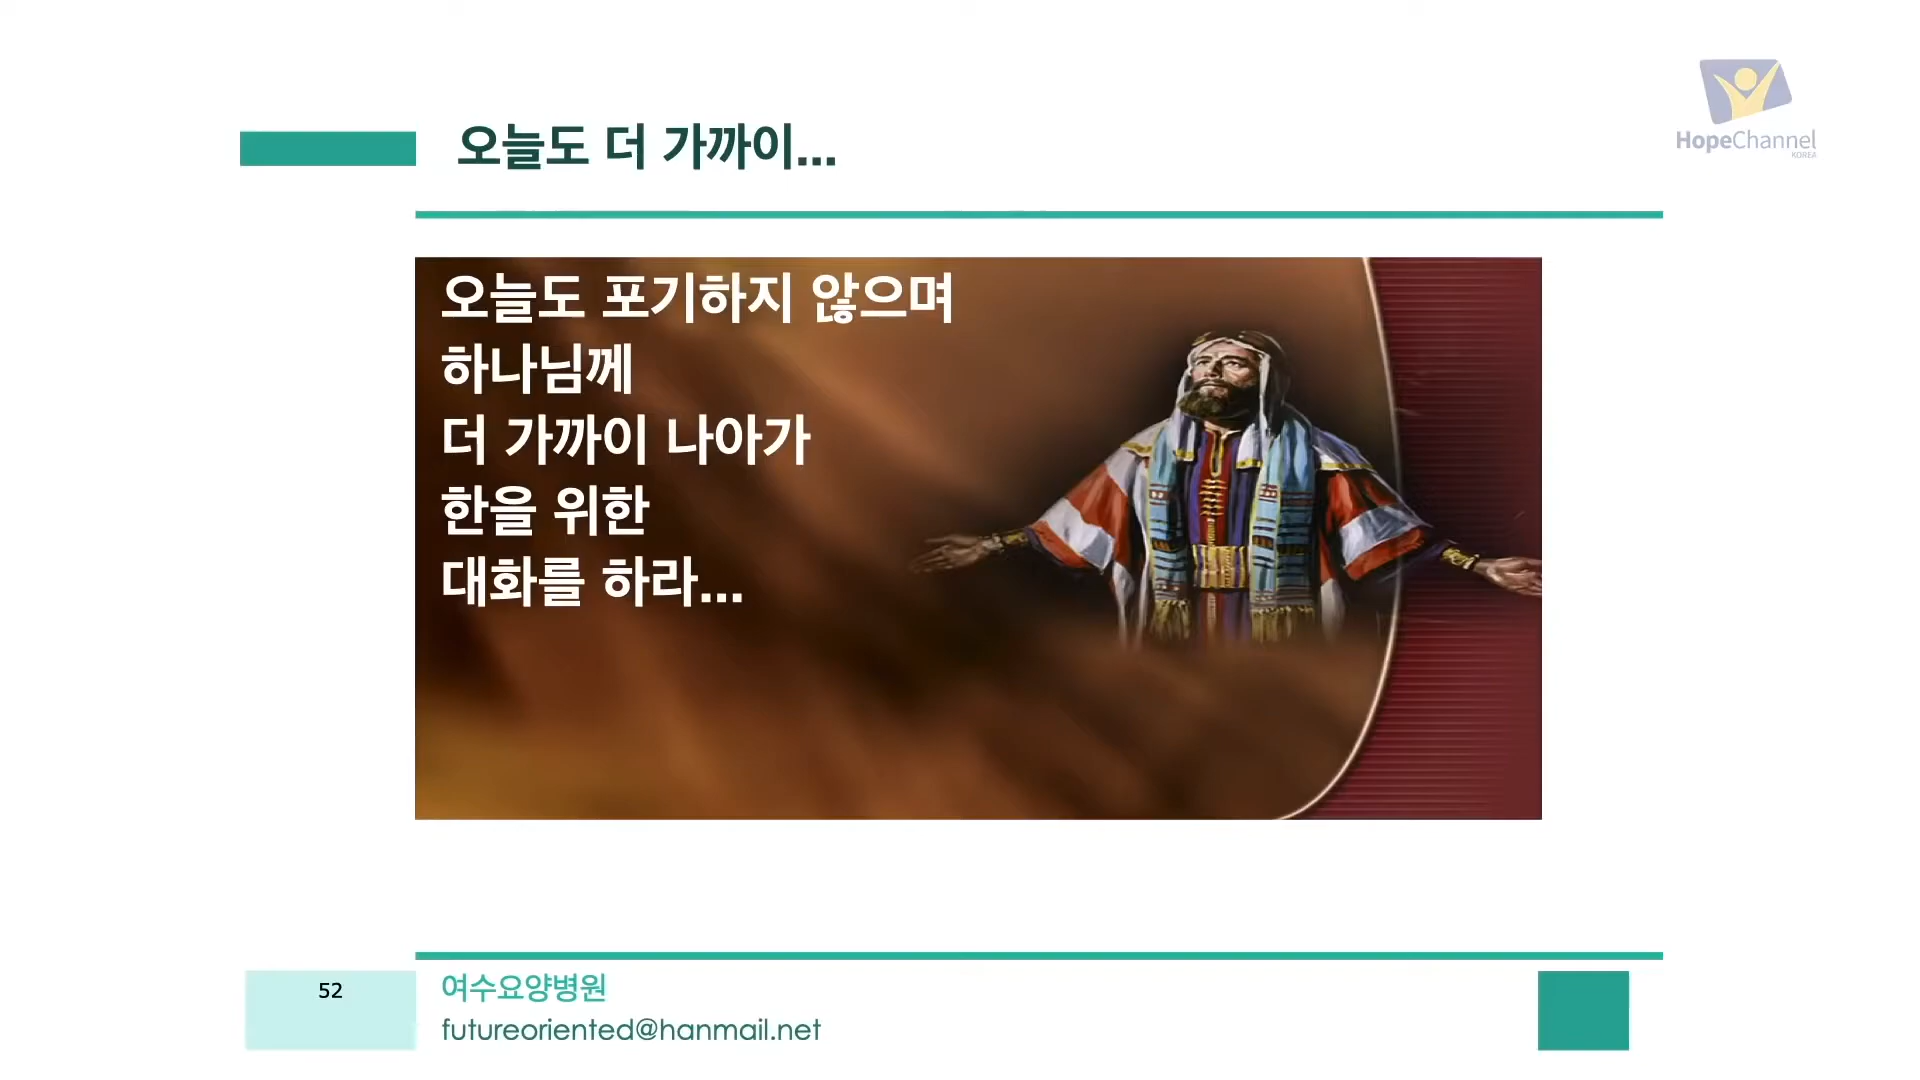 HopeChannel
KOREA
오늘도 더 가까이...
오늘도 포기하지 않으며
하나님께
더 가까이 나아가
한을 위한
대화를 하라...
52
여수요양병원
futureoriented@hanmail.net